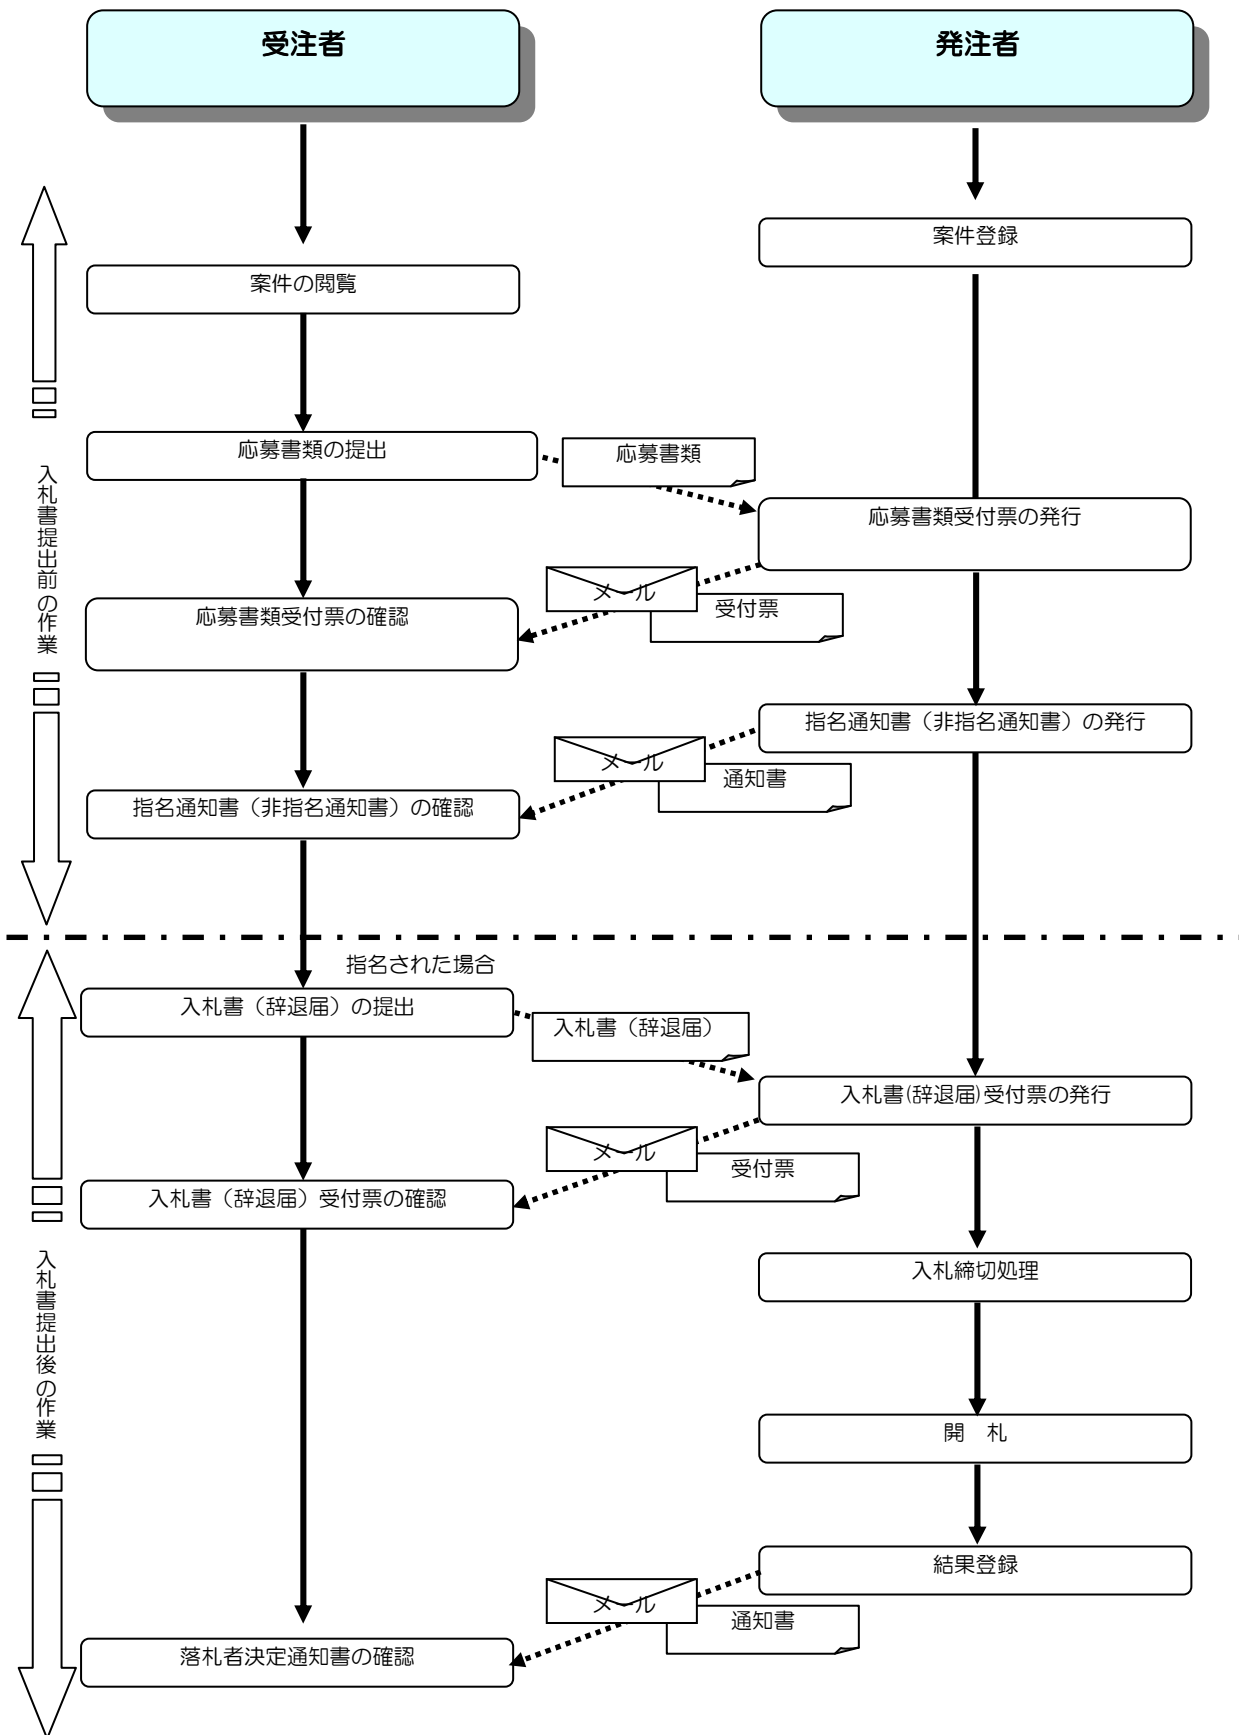 受注者
発注者
案件登録
案件の閲覧
応募書類の提出
応募書類
応募書類受付票の発行
メール
受付票
応募書類受付票の確認
入札書提出前の作業
指名通知書（非指名通知書）の発行
メール
通知書
指名通知書（非指名通知書）の確認
指名された場合
入札書（辞退届）の提出
入札書（辞退届）
入札書(辞退届)受付票の発行
メール
受付票
入札書（辞退届）受付票の確認
入札締切処理
入札書提出後の作業
開　札
結果登録
メール
通知書
落札者決定通知書の確認